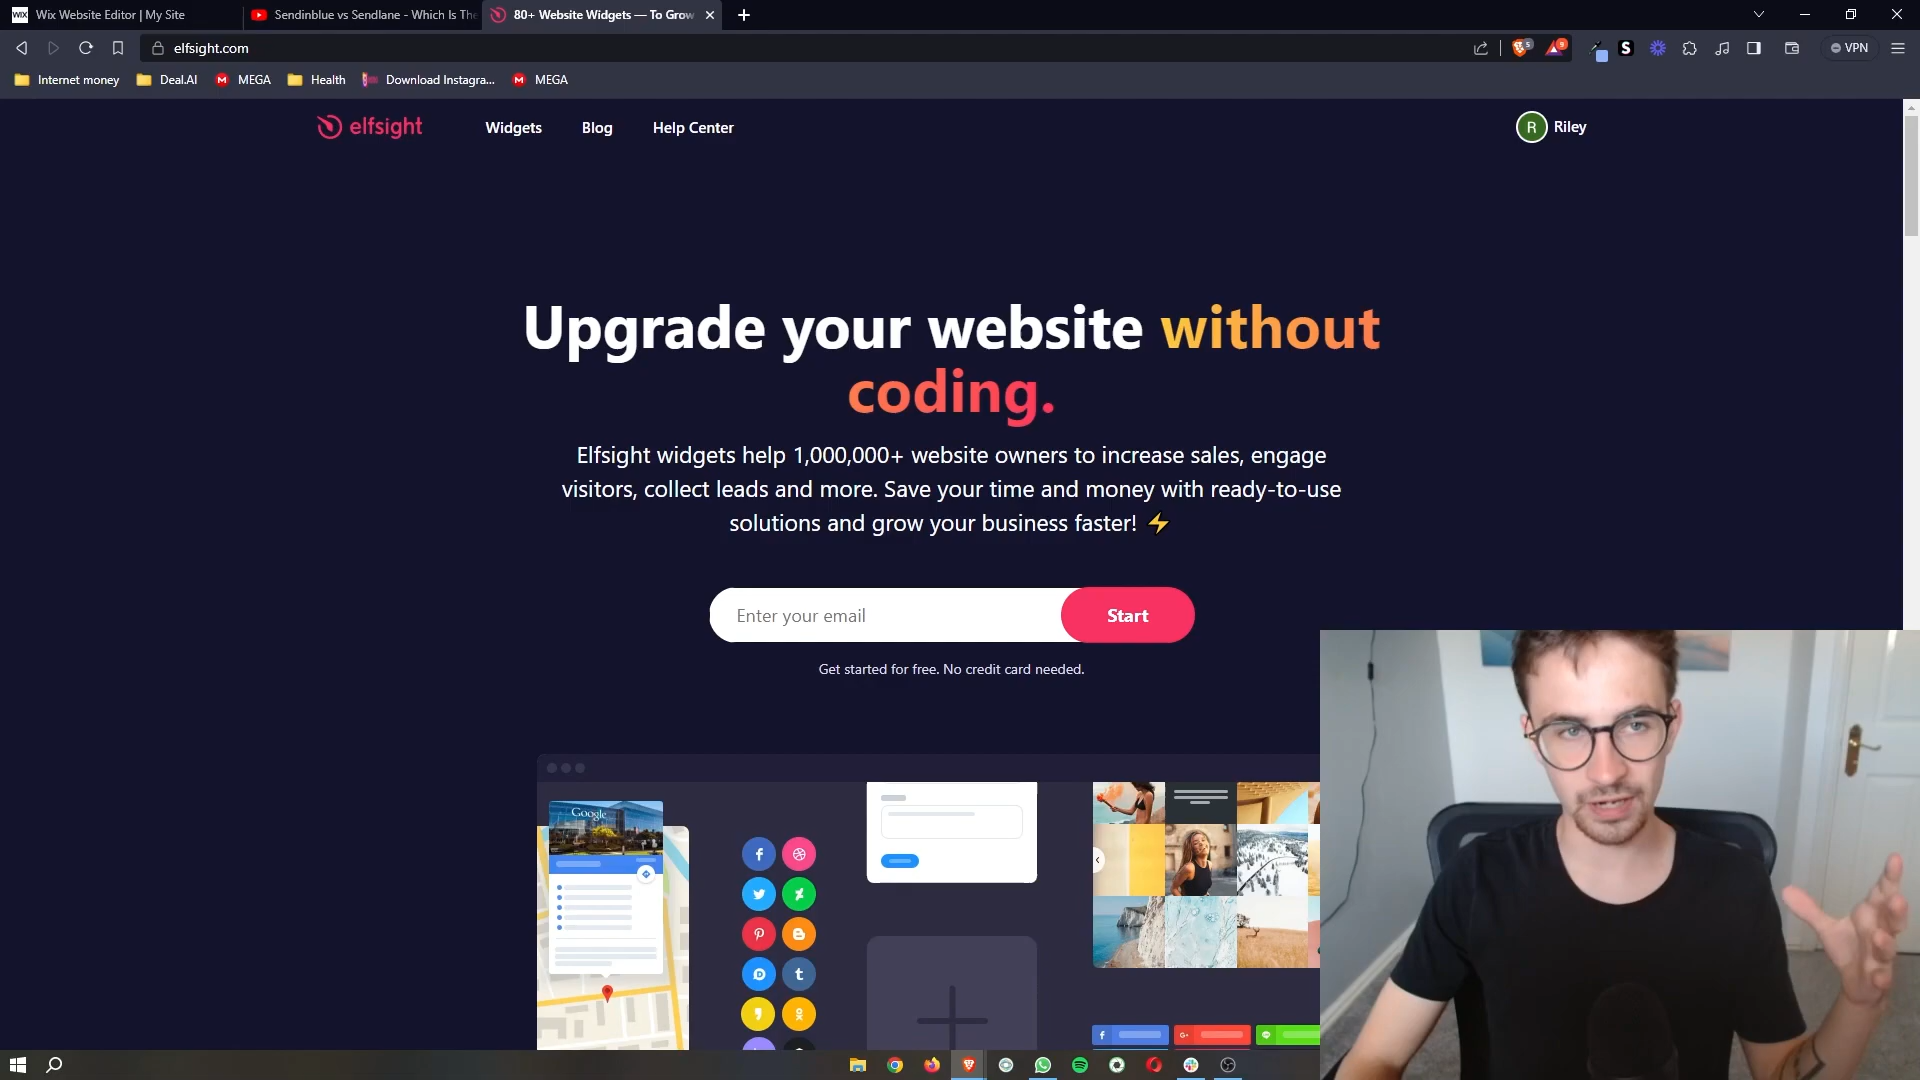 WIX Wix Website Editor | My Site
Sendinblue vs Sendlane - Which Is The
80+ Website Widgets — To Grow
elfsight.com
VPN
Internet money
Deal.AI
MEGA
Health
Download Instagra...
MEGA
elfsight
Widgets
Blog
Help Center
R Riley
Upgrade your website without
coding.
Elfsight widgets help 1,000,000+ website owners to increase sales, engage
visitors, collect leads and more. Save your time and money with ready-to-use
solutions and grow your business faster! ⚡
Enter your email
Start
Get started for free. No credit card needed.
Google